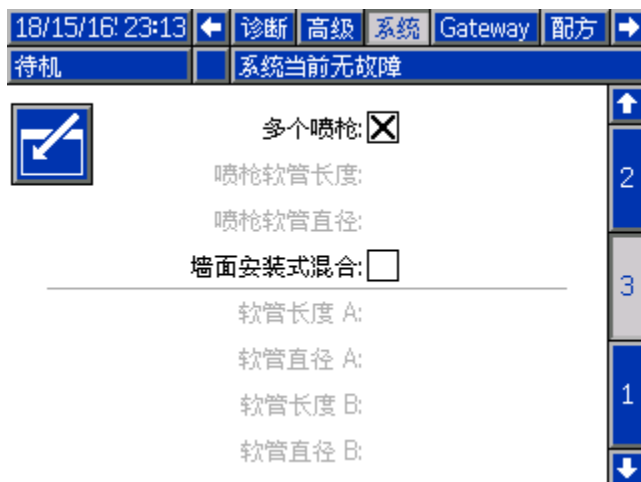 18/15/16' 23:13 诊断 高级 系统 Gateway 配方
待机 系统当前无故障
多个喷枪:
喷枪软管长度:
2
喷枪软管直径:
墙面安装式混合:
3
软管长度 A:
软管直径 A:
1
软管长度 B:
软管直径 B: